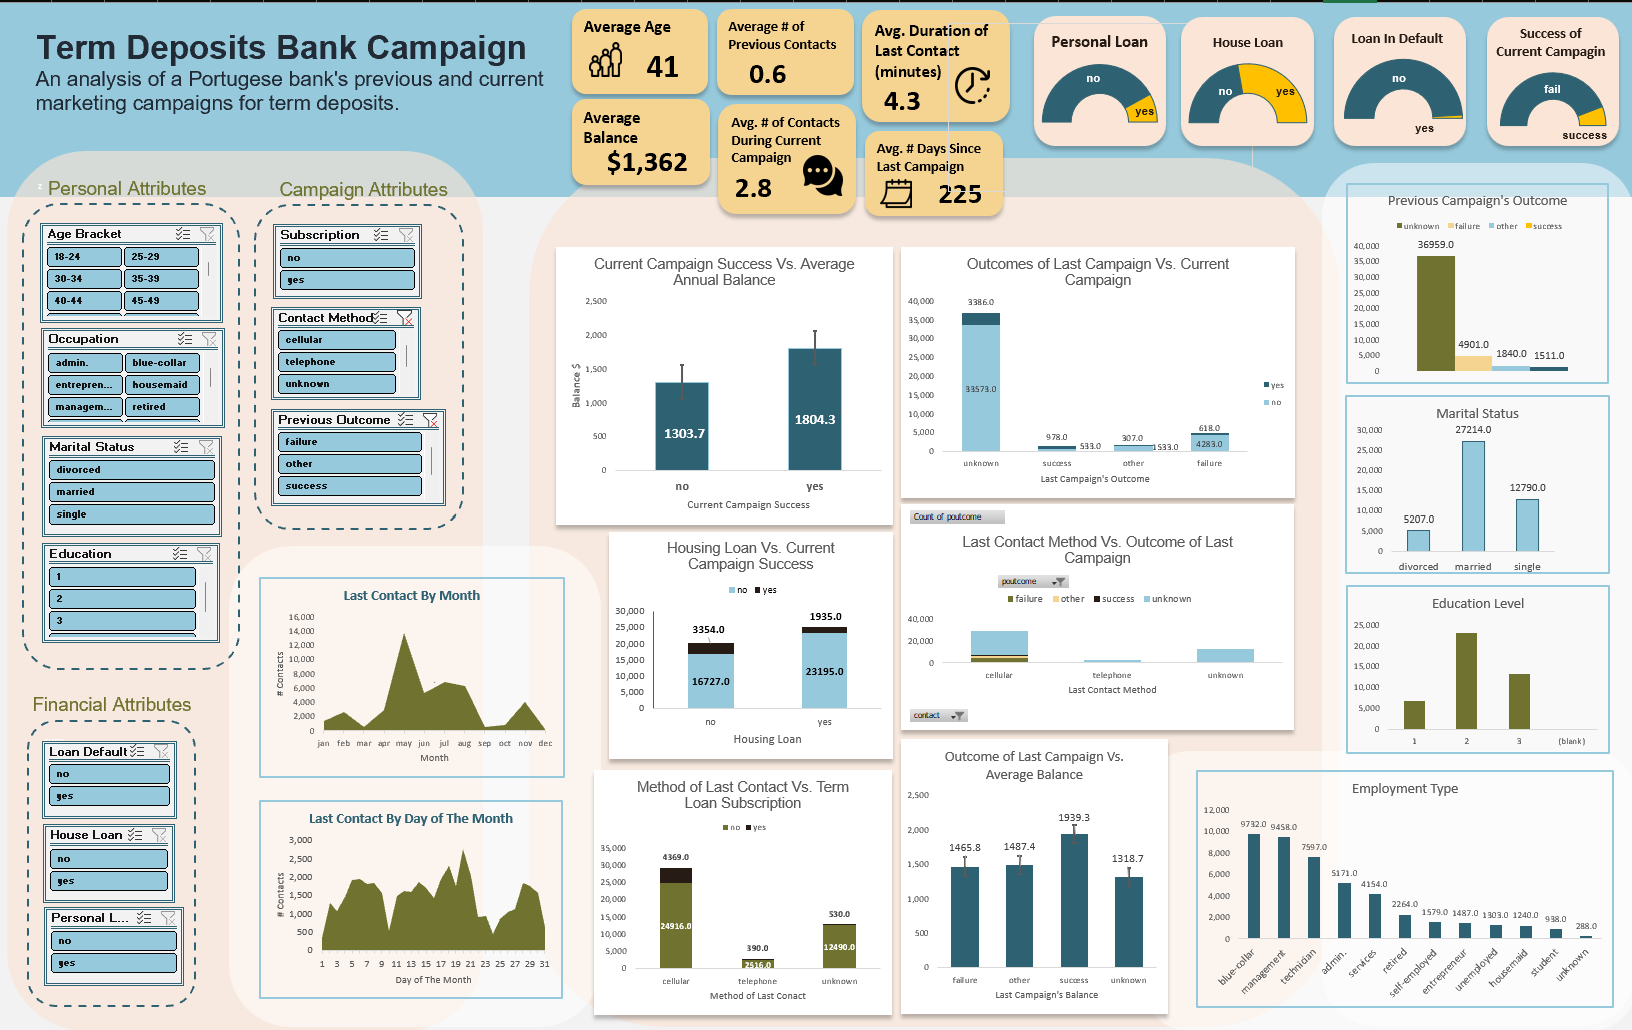 Term Deposits Bank Campaign
An analysis of a Portugese bank's previous and current
marketing campaigns for term deposits.
Average Age
41
Average # of
Previous Contacts
0.6
Avg. Duration of
Last Contact
(minutes)
4.3
Average
Balance
$1,362
Avg. # of Contacts
During Current
Campaign
2.8
Avg. # Days Since
Last Campaign
225
Personal Loan
no
yes
House Loan
no
yes
Loan In Default
no
yes
Success of
Current Campagin
fail
success
Personal Attributes
Age Bracket
18-24
25-29
30-34
35-39
40-44
45-49
Occupation
admin.
blue-collar
entrepren...
housemaid
managem...
retired
Marital Status
divorced
married
single
Education
1
2
3
Campaign Attributes
Subscription
no
yes
Contact Method
cellular
telephone
unknown
Previous Outcome
failure
other
success
Financial Attributes
Loan Default
no
yes
House Loan
no
yes
Personal L...
no
yes
Last Contact By Month
# Contacts
16,000
14,000
12,000
10,000
8,000
6,000
4,000
2,000
0
jan feb mar apr may jun jul aug sep oct nov dec
Month
Last Contact By Day of The Month
# Contacts
3,000
2,500
2,000
1,500
1,000
500
0
1 3 5 7 9 11 13 15 17 19 21 23 25 27 29 31
Day of The Month
Current Campaign Success Vs. Average
Annual Balance
Balance $
2,500
2,000
1,500
1,000
500
0
1303.7
1804.3
no yes
Current Campaign Success
Outcomes of Last Campaign Vs. Current
Campaign
40,000
35,000
30,000
25,000
20,000
15,000
10,000
5,000
0
3386.0
33573.0
978.0
533.0
307.0
1533.0
618.0
4283.0
yes
no
unknown success other failure
Last Campaign's Outcome
Housing Loan Vs. Current
Campaign Success
no yes
30,000
25,000
20,000
15,000
10,000
5,000
0
3354.0
16727.0
1935.0
23195.0
no yes
Housing Loan
Count of poutcome
Last Contact Method Vs. Outcome of Last
Campaign
poutcome
failure other success unknown
40,000
20,000
0
cellular telephone unknown
Last Contact Method
contact
Method of Last Contact Vs. Term
Loan Subscription
no yes
35,000
30,000
25,000
20,000
15,000
10,000
5,000
0
4369.0
24916.0
390.0
2516.0
530.0
12490.0
cellular telephone unknown
Method of Last Conact
Outcome of Last Campaign Vs.
Average Balance
2,500
2,000
1,500
1,000
500
0
1465.8
1487.4
1939.3
1318.7
failure other success unknown
Last Campaign's Balance
Previous Campaign's Outcome
unknown failure other success
40,000
35,000
30,000
25,000
20,000
15,000
10,000
5,000
0
36959.0
4901.0
1840.0
1511.0
Marital Status
30,000
25,000
20,000
15,000
10,000
5,000
0
5207.0
27214.0
12790.0
divorced married single
Education Level
25,000
20,000
15,000
10,000
5,000
0
1 2 3 (blank)
Employment Type
12,000
10,000
8,000
6,000
4,000
2,000
0
9732.0
9458.0
7597.0
5171.0
4154.0
2264.0
1579.0
1487.0
1303.0
1240.0
938.0
288.0
blue-collar
management
technician
admin.
services
retired
self-employed
entrepreneur
unemployed
housemaid
student
unknown